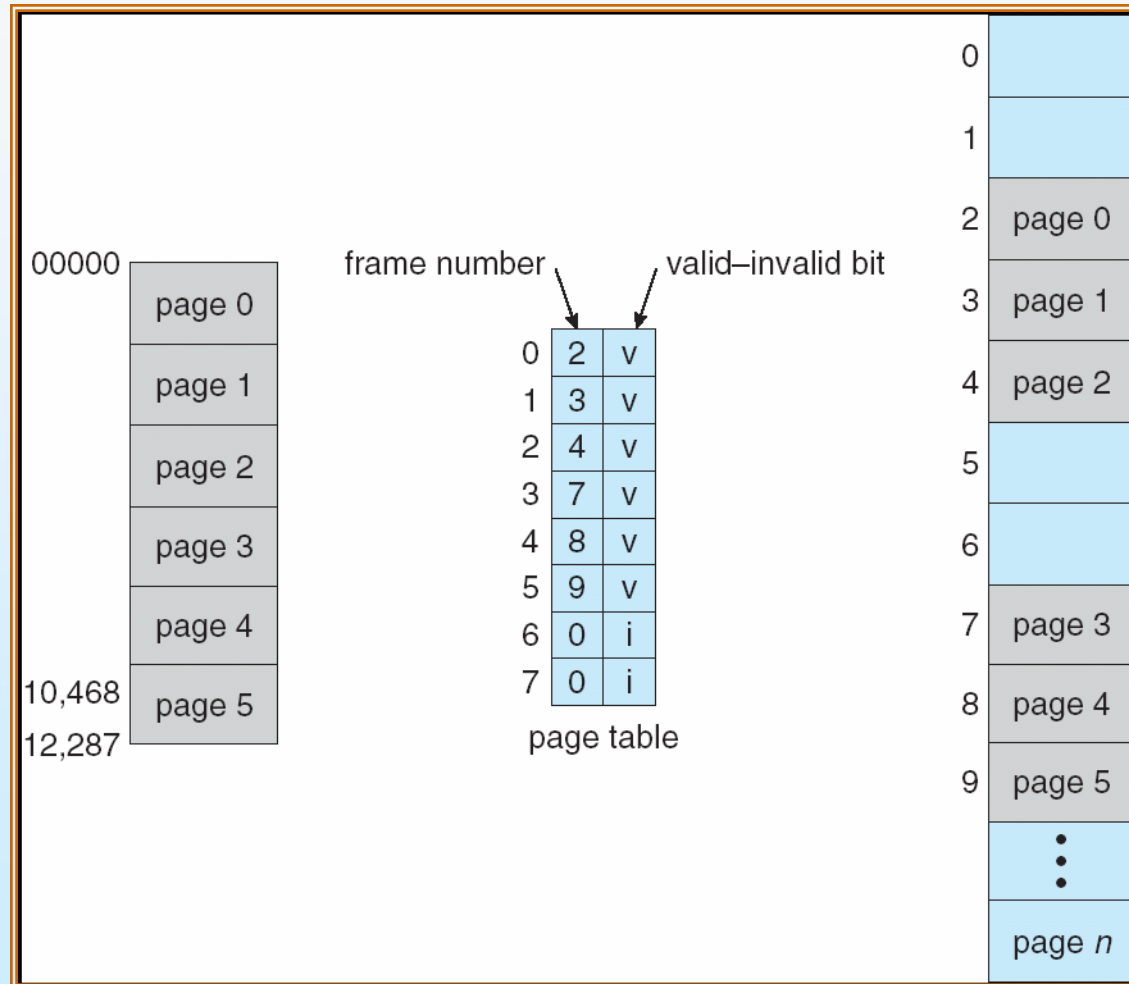 00000
page 0
page 1
page 2
page 3
page 4
10,468
page 5
12,287
frame number
valid–invalid bit
0 2 v
1 3 v
2 4 v
3 7 v
4 8 v
5 9 v
6 0 i
7 0 i
page table
0
1
2 page 0
3 page 1
4 page 2
5
6
7 page 3
8 page 4
9 page 5
page n